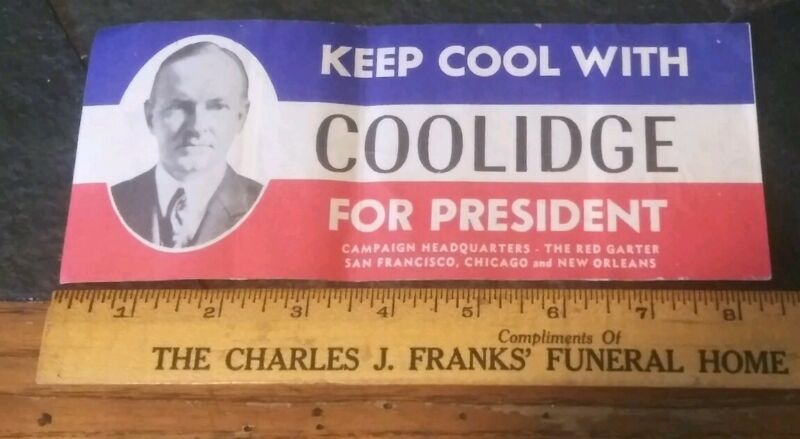 KEEP COOL WITH
COOLIDGE
FOR PRESIDENT
CAMPAIGN HEADQUARTERS - THE RED GARTER
SAN FRANCISCO, CHICAGO and NEW ORLEANS
1 2 3 4 5 6 7 8
Compliments Of
THE CHARLES J. FRANKS' FUNERAL HOME